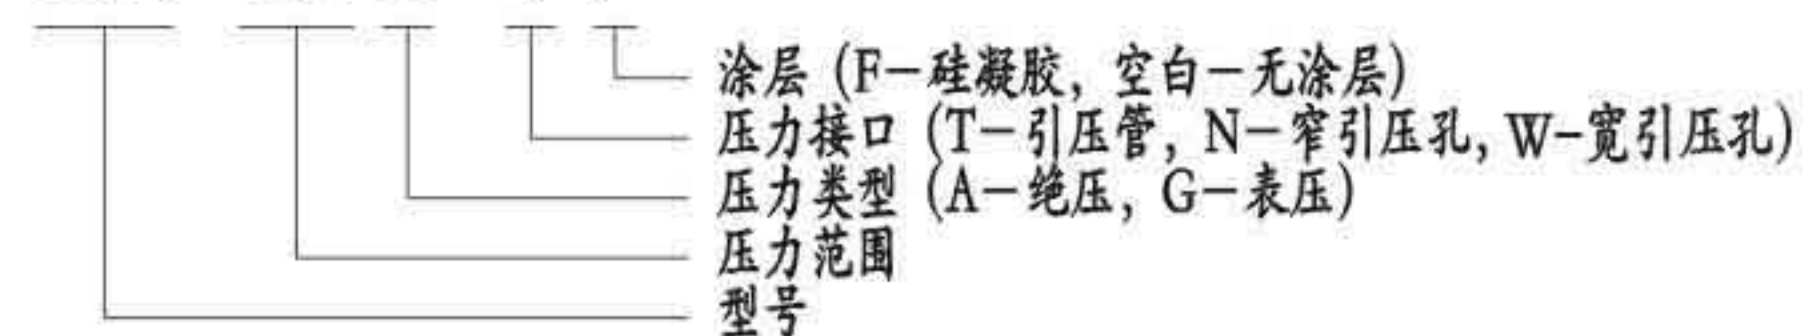 涂层 (F—硅凝胶, 空白—无涂层)
压力接口 (T—引压管, N—窄引压孔, W-宽引压孔)
压力类型 (A—绝压, G—表压)
压力范围
型号